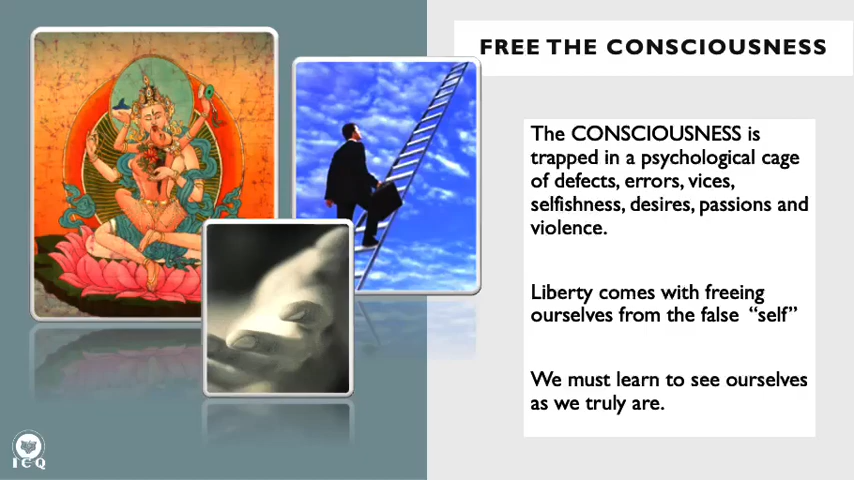 FREE THE CONSCIOUSNESS
The CONSCIOUSNESS is
trapped in a psychological cage
of defects, errors, vices,
selfishness, desires, passions and
violence.
Liberty comes with freeing
ourselves from the false “self”
We must learn to see ourselves
as we truly are.
ICQ